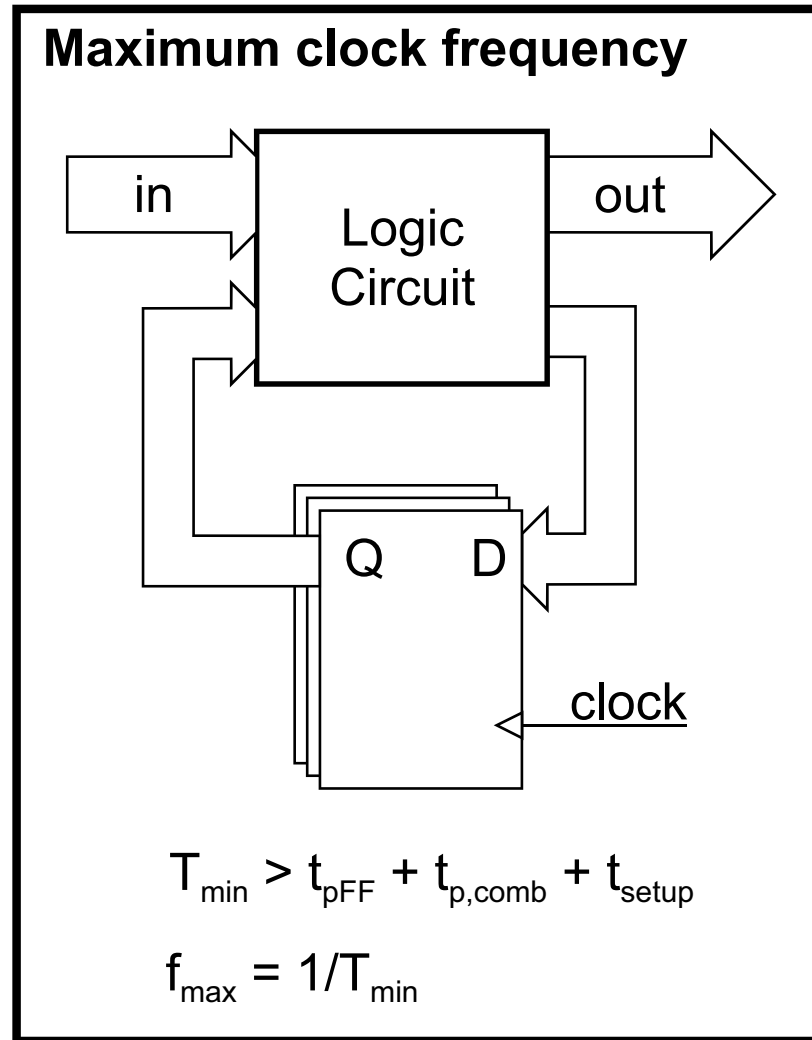 Maximum clock frequency
in
out
Logic
Circuit
Q D
clock
T_min > t_pFF + t_p,comb + t_setup
f_max = 1/T_min